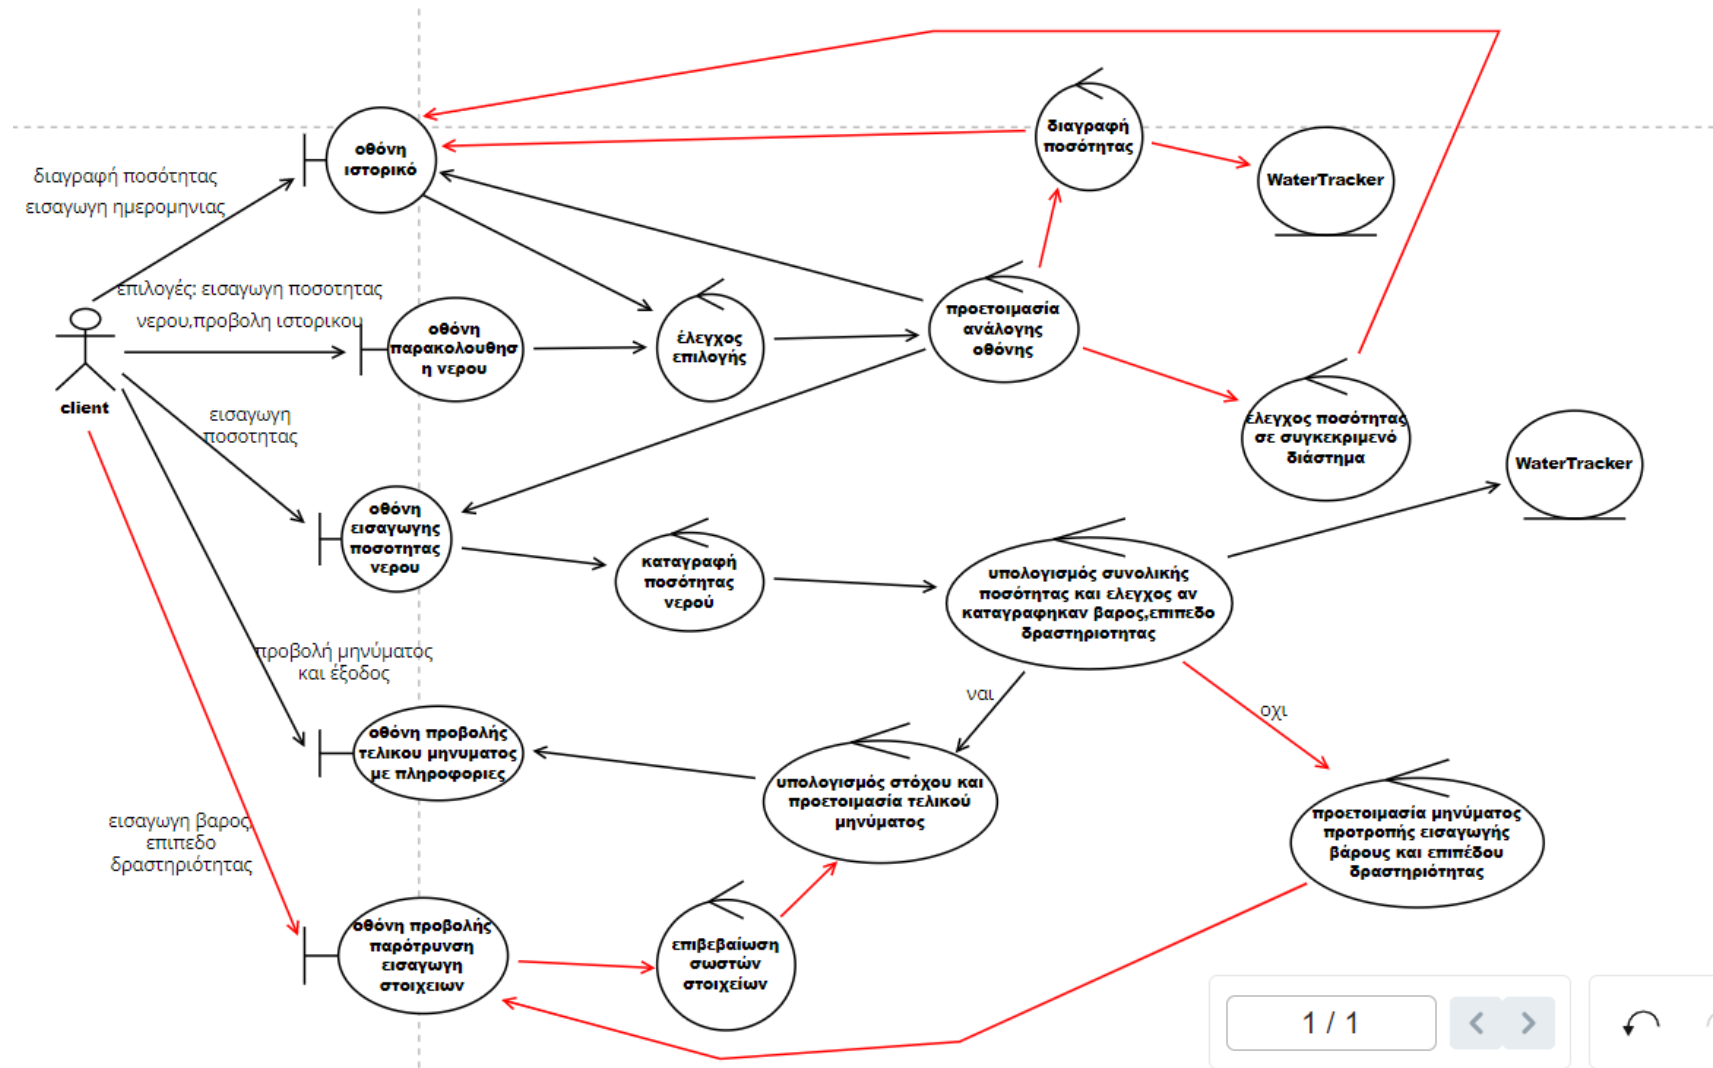 διαγραφή
ποσότητας
WaterTracker
οθόνη
ιστορικό
διαγραφή ποσότητας
εισαγωγη ημερομηνιας
επιλογές: εισαγωγη ποσοτητας
νερου,προβολη ιστορικου
οθόνη
παρακολουθησ
η νερου
έλεγχος
επιλογής
προετοιμασία
ανάλογης
οθόνης
client
εισαγωγη
ποσοτητας
έλεγχος ποσότητας
σε συγκεκριμενό
διάστημα
WaterTracker
οθόνη
εισαγωγης
ποσοτητας
νερου
καταγραφή
ποσότητας
νερού
υπολογισμός συνολικής
ποσότητας και ελεγχος αν
καταγραφηκαν βαρος,επιπεδο
δραστηριοτητας
προβολή μηνύματος
και έξοδος
ναι
οχι
οθόνη προβολής
τελικου μηνυματος
με πληροφοριες
υπολογισμός στόχου και
προετοιμασία τελικού
μηνύματος
προετοιμασία μηνύματος
προτροπής εισαγωγής
βάρους και επιπέδου
δραστηριότητας
εισαγωγη βαρος,
επιπεδο
δραστηριότητας
οθόνη προβολής
παρότρυνση
εισαγωγη
στοιχειων
επιβεβαίωση
σωστών
στοιχείων
1 / 1